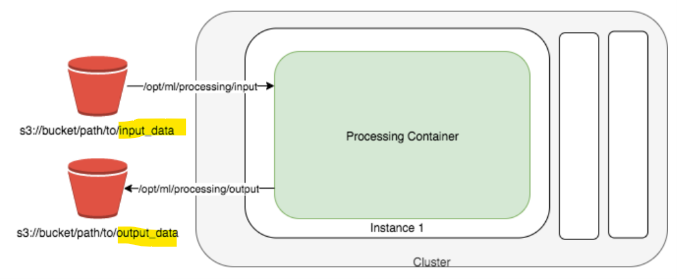 /opt/ml/processing/input
s3://bucket/path/to/input_data
Processing Container
/opt/ml/processing/output
s3://bucket/path/to/output_data
Instance 1
Cluster